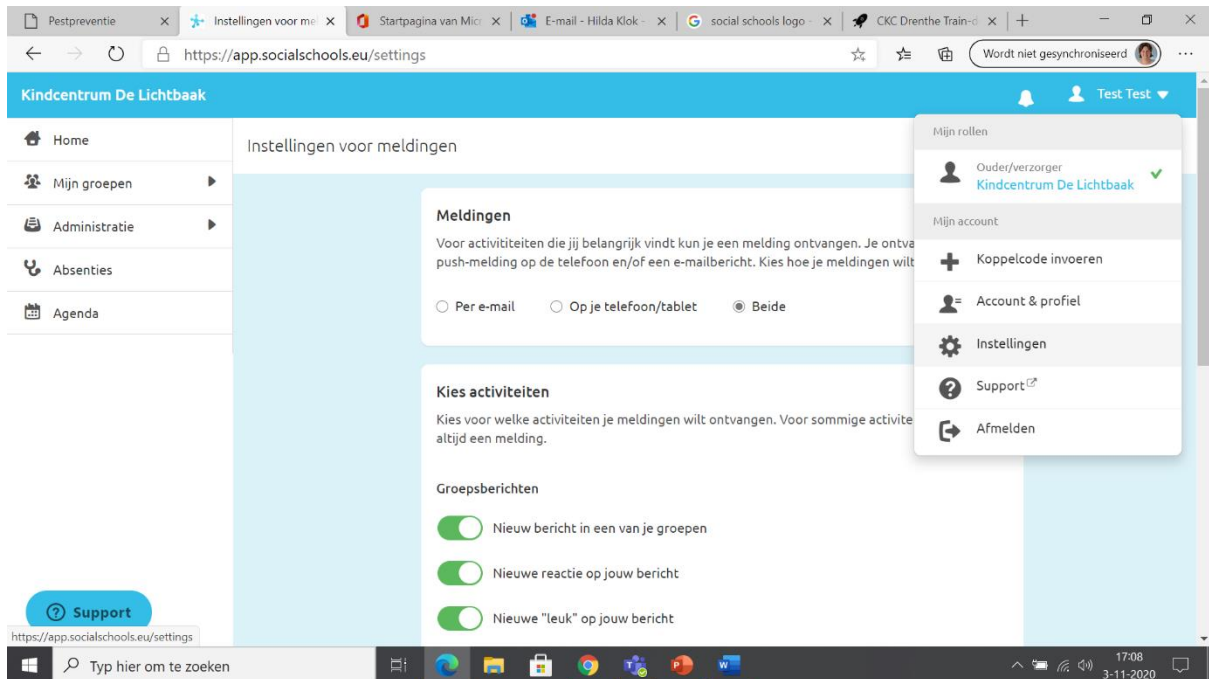 Pestpreventie
Instellingen voor me
Startpagina van Micr
E-mail - Hilda Klok -
social schools logo -
CKC Drenthe Train-d
https://app.socialschools.eu/settings
Wordt niet gesynchroniseerd
Kindcentrum De Lichtbaak
Test Test
Home
Mijn groepen
Administratie
Absenties
Agenda
Instellingen voor meldingen
Meldingen
Voor activititeiten die jij belangrijk vindt kun je een melding ontvangen. Je ontva
push-melding op de telefoon en/of een e-mailbericht. Kies hoe je meldingen wilt
Per e-mail
Op je telefoon/tablet
Beide
Kies activiteiten
Kies voor welke activiteiten je meldingen wilt ontvangen. Voor sommige activite
altijd een melding.
Groepsberichten
Nieuw bericht in een van je groepen
Nieuwe reactie op jouw bericht
Nieuwe "leuk" op jouw bericht
Mijn rollen
Ouder/verzorger
Kindcentrum De Lichtbaak
Mijn account
Koppelcode invoeren
Account & profiel
Instellingen
Support
Afmelden
Support
https://app.socialschools.eu/settings
Typ hier om te zoeken
17:08
3-11-2020